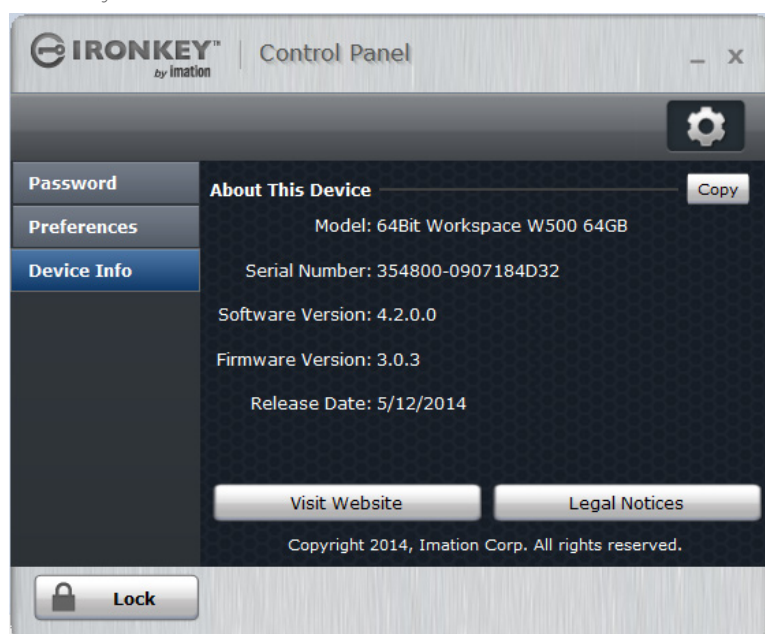 IRONKEY™ | Control Panel
by imation
Password
Preferences
Device Info
About This Device
Copy
Model: 64Bit Workspace W500 64GB
Serial Number: 354800-0907184D32
Software Version: 4.2.0.0
Firmware Version: 3.0.3
Release Date: 5/12/2014
Visit Website
Legal Notices
Copyright 2014, Imation Corp. All rights reserved.
Lock